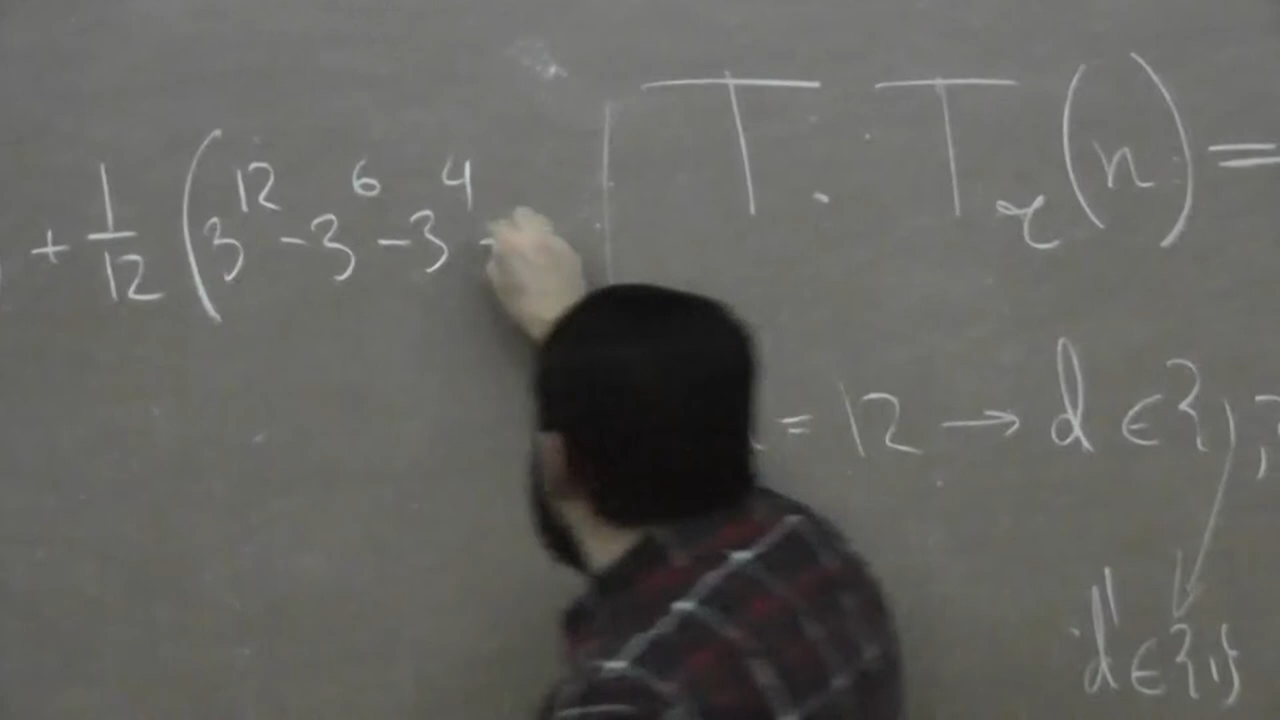 + 1/12 (3^12 - 3^6 - 3^4 -
T. T_r(n) =
= 12 → d ∈ {1,
d' ∈ {1}